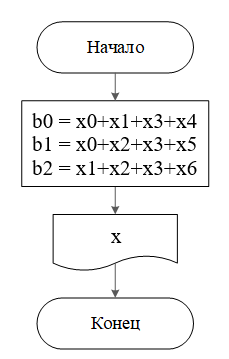 Начало
b0 = x0+x1+x3+x4
b1 = x0+x2+x3+x5
b2 = x1+x2+x3+x6
x
Конец